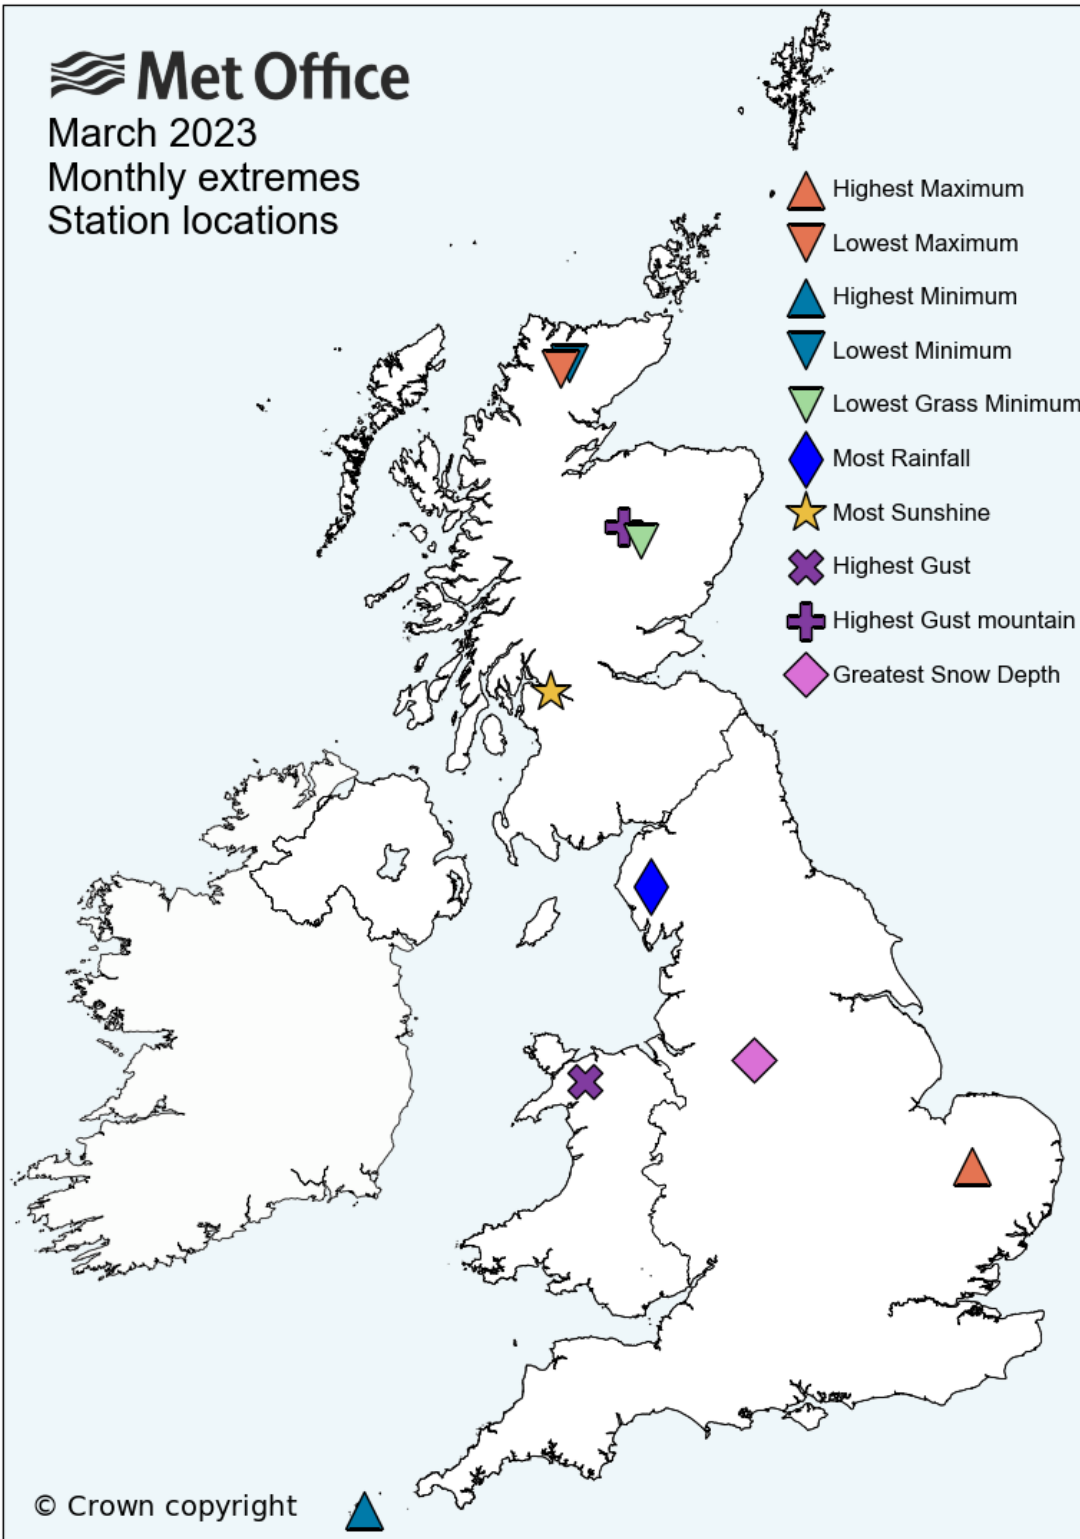 Met Office
March 2023
Monthly extremes
Station locations
Highest Maximum
Lowest Maximum
Highest Minimum
Lowest Minimum
Lowest Grass Minimum
Most Rainfall
Most Sunshine
Highest Gust
Highest Gust mountain
Greatest Snow Depth
© Crown copyright